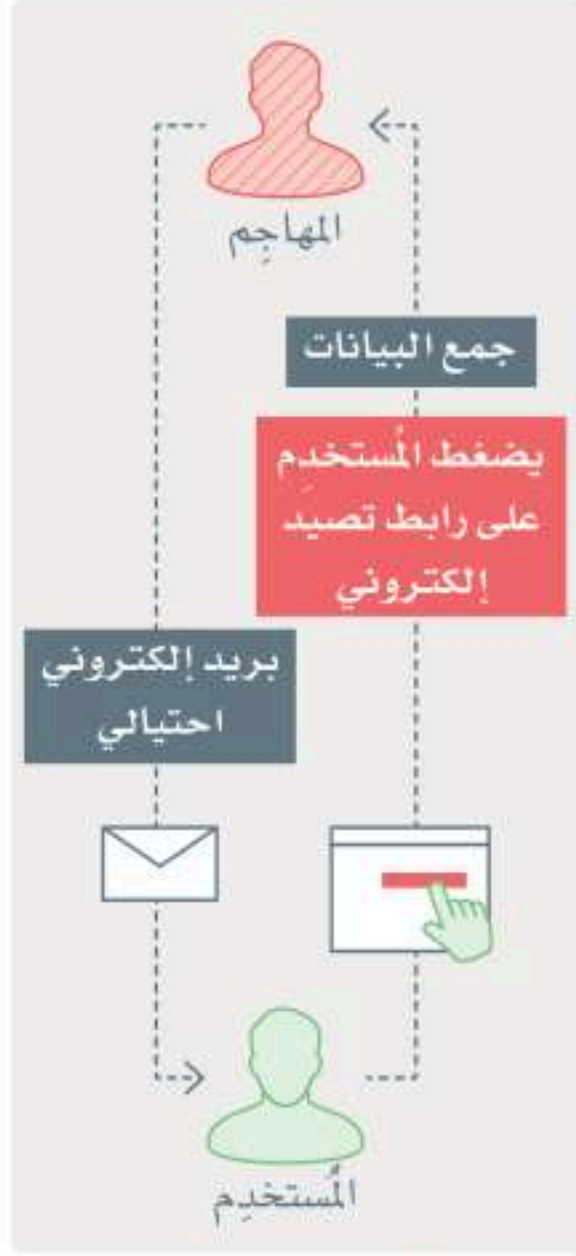 المهاجِم
جمع البيانات
يضغط المُستخدِم
على رابط تصيد
إلكتروني
بريد إلكتروني
احتيالي
المُستخدِم